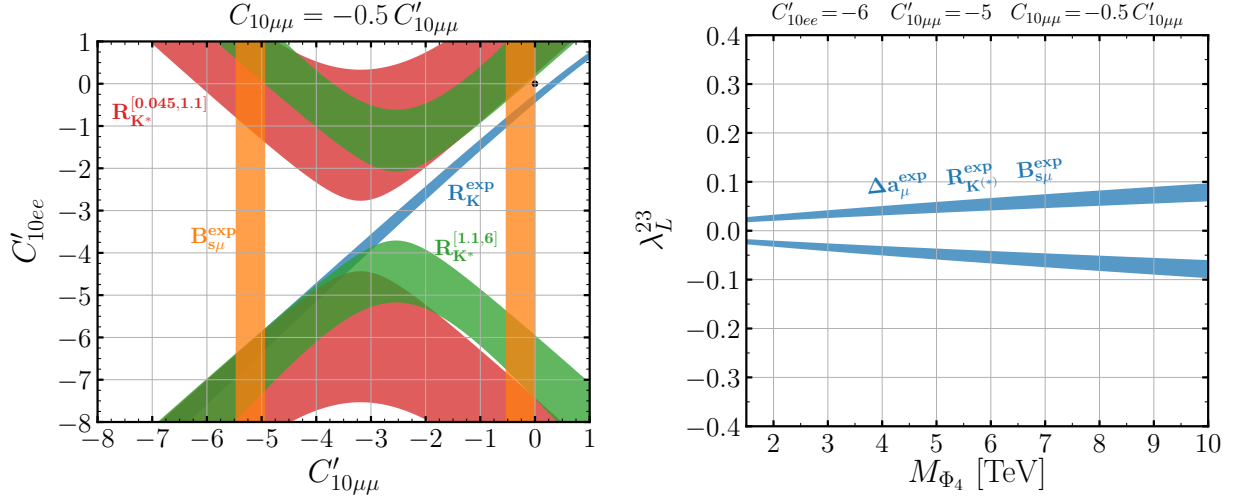 C₁₀μμ = −0.5 C′₁₀μμ
1
0
−1
−2
−3
−4
−5
−6
−7
−8
−8 −7 −6 −5 −4 −3 −2 −1 0 1
C′₁₀ee
C′₁₀μμ
R_K*^[0.045,1.1]
R_K^exp
B_sμ^exp
R_K*^[1.1,6]
C′₁₀ee = −6 C′₁₀μμ = −5 C₁₀μμ = −0.5 C′₁₀μμ
0.4
0.3
0.2
0.1
0.0
−0.1
−0.2
−0.3
−0.4
2 3 4 5 6 7 8 9 10
λ_L^23
M_Φ₄ [TeV]
Δa_μ^exp R_K(*)^exp B_sμ^exp